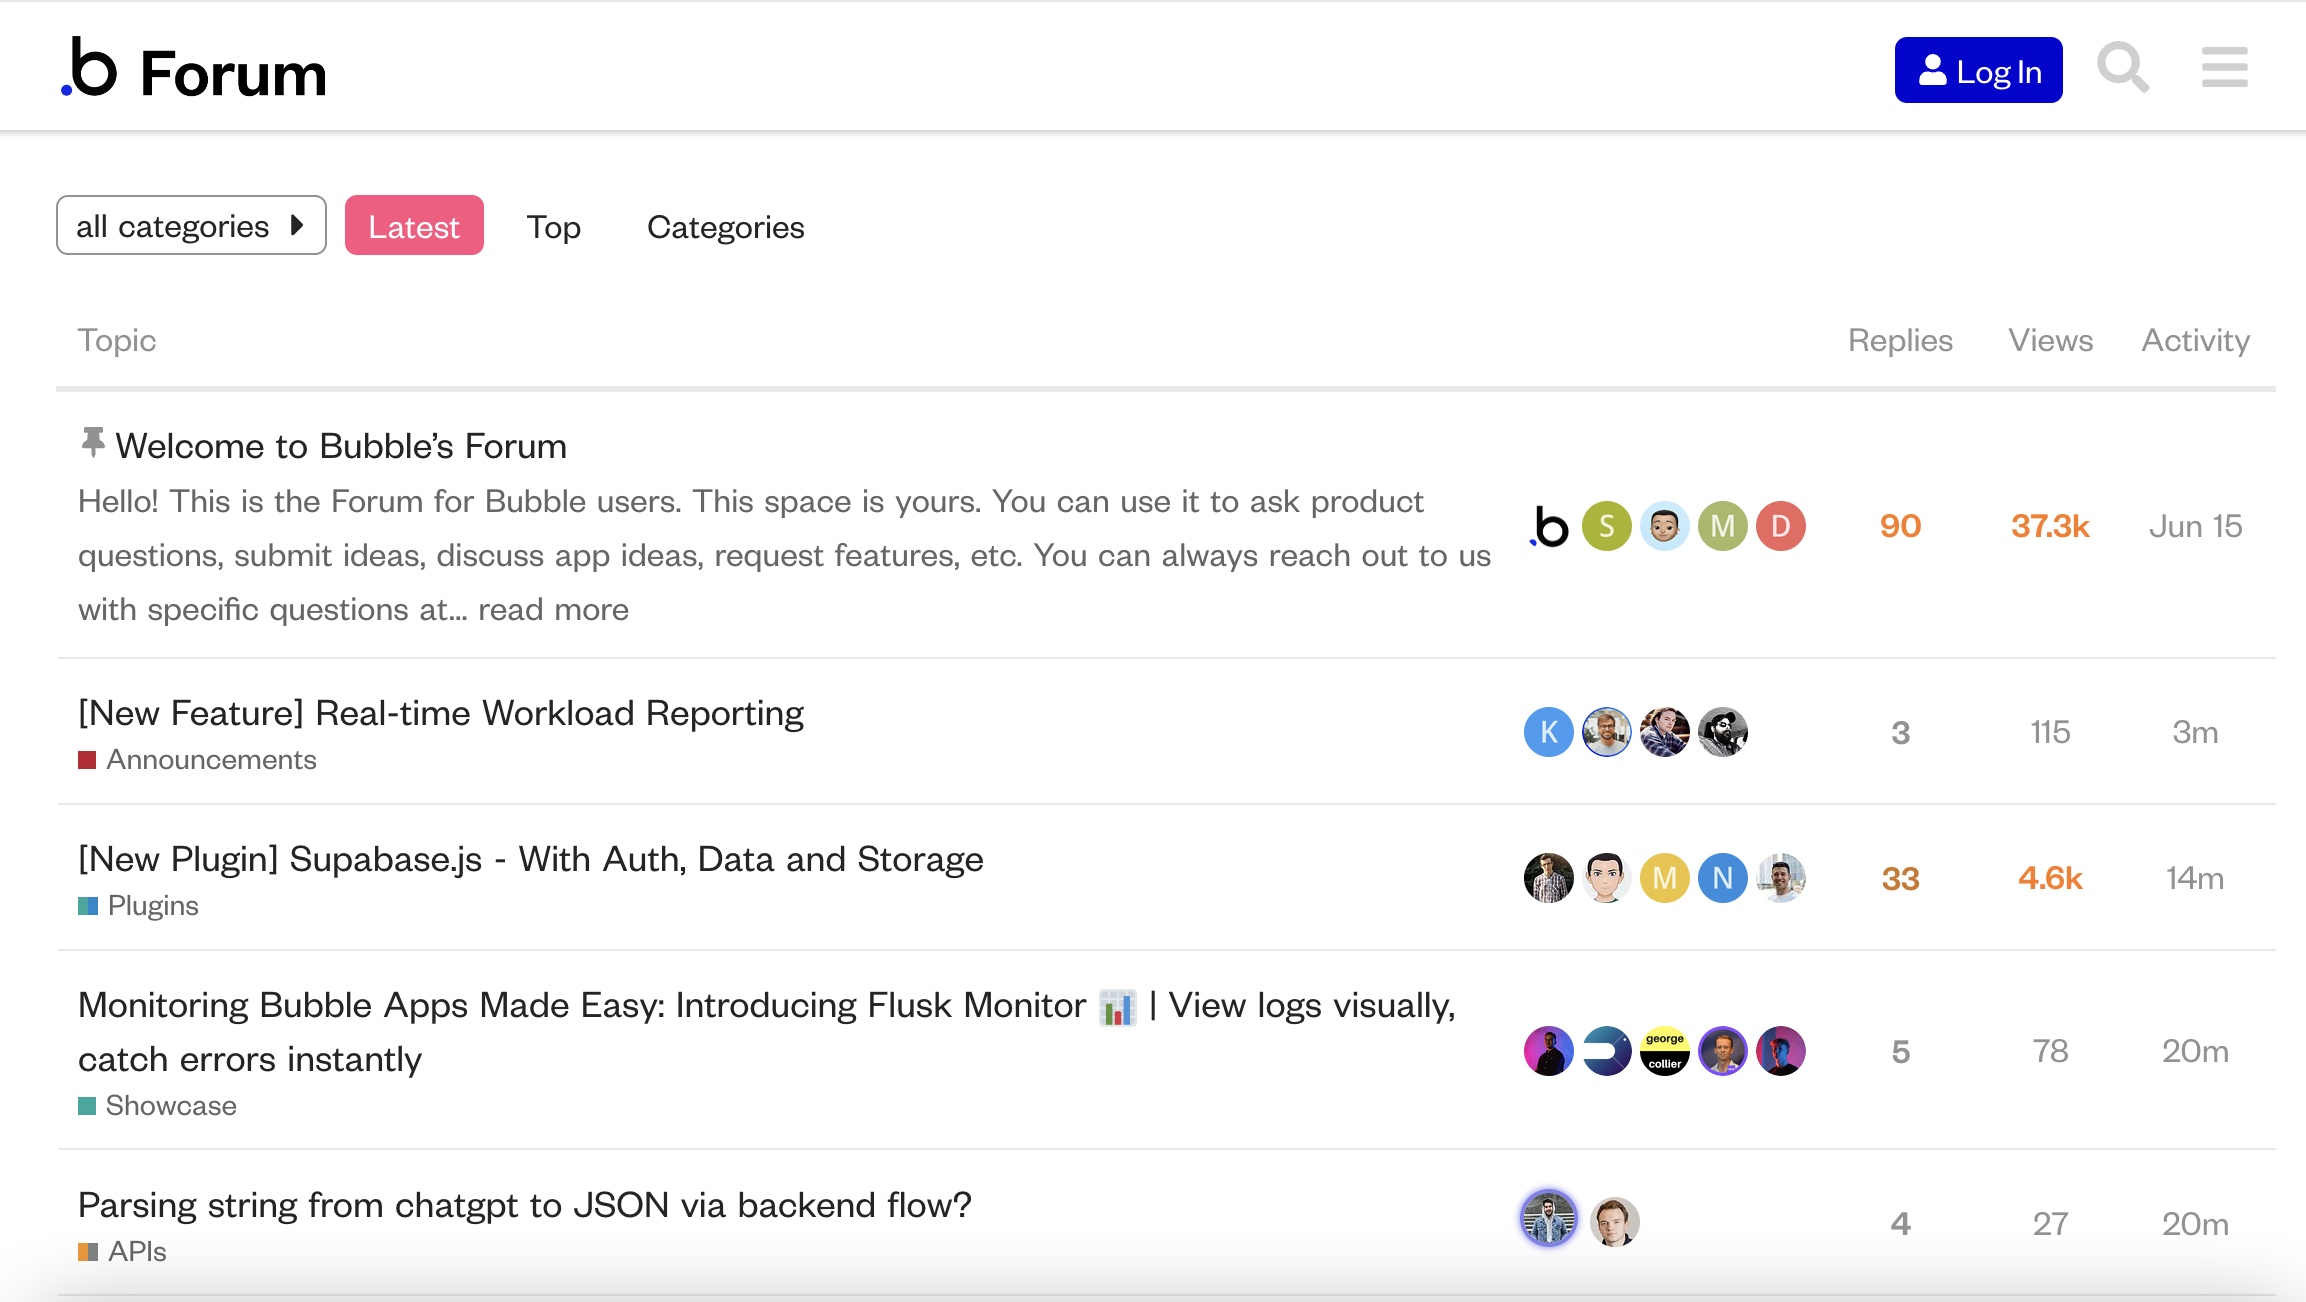 .b Forum
Log In
all categories
Latest
Top
Categories
Topic
Replies
Views
Activity
Welcome to Bubble’s Forum
Hello! This is the Forum for Bubble users. This space is yours. You can use it to ask product
questions, submit ideas, discuss app ideas, request features, etc. You can always reach out to us
with specific questions at... read more
.b
S
M
D
90
37.3k
Jun 15
[New Feature] Real-time Workload Reporting
Announcements
K
3
115
3m
[New Plugin] Supabase.js - With Auth, Data and Storage
Plugins
M
N
33
4.6k
14m
Monitoring Bubble Apps Made Easy: Introducing Flusk Monitor 📊 | View logs visually,
catch errors instantly
Showcase
george
collier
5
78
20m
Parsing string from chatgpt to JSON via backend flow?
APIs
4
27
20m